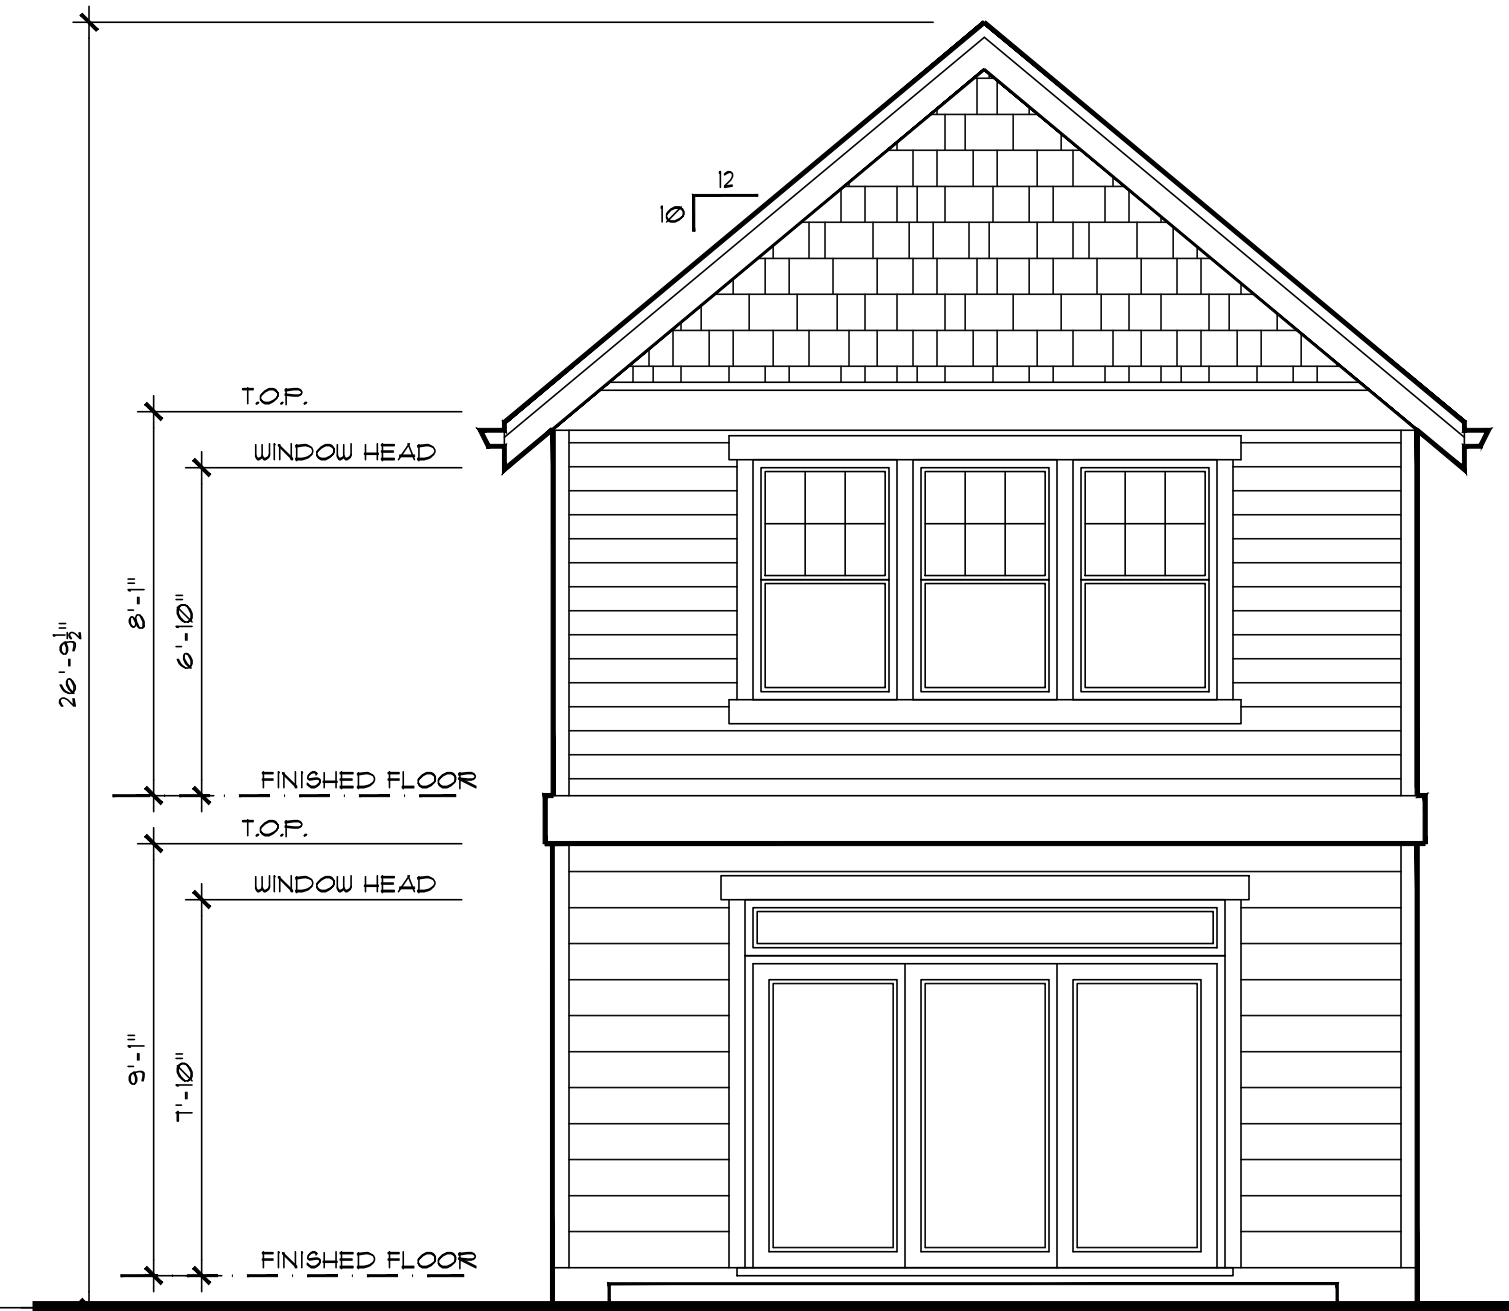 12
10
T.O.P.
WINDOW HEAD
8'-1"
6'-10"
26'-9½"
FINISHED FLOOR
T.O.P.
WINDOW HEAD
9'-1"
7'-10"
FINISHED FLOOR